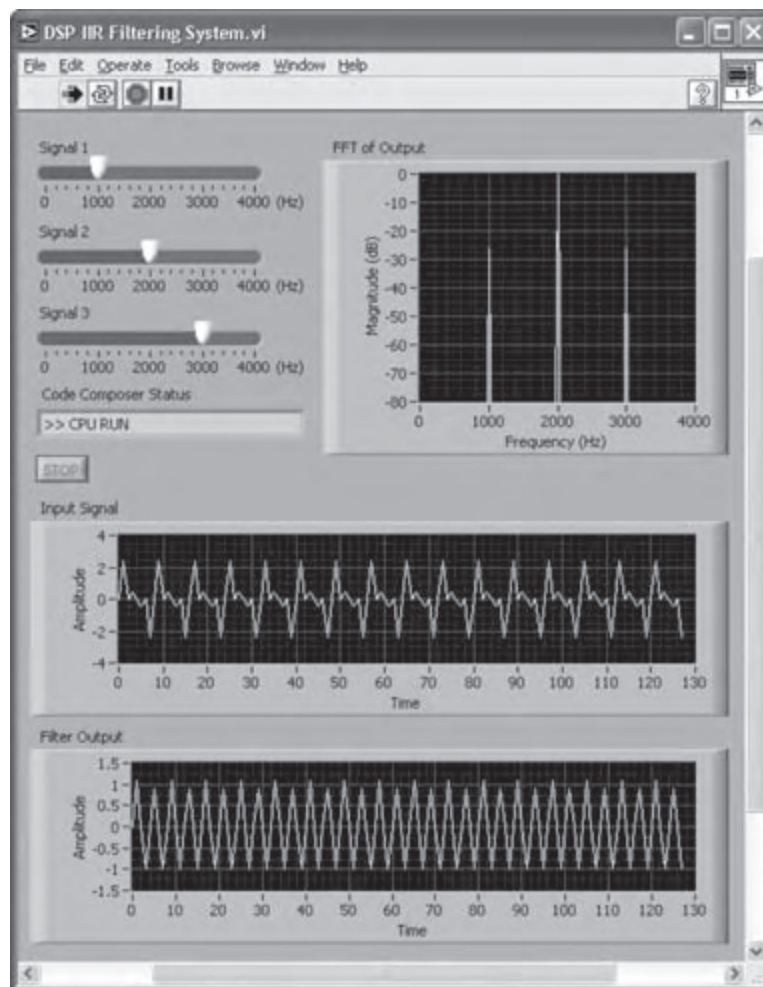 DSP IIR Filtering System.vi
File Edit Operate Tools Browse Window Help
1
Signal 1
0 1000 2000 3000 4000 (Hz)
Signal 2
0 1000 2000 3000 4000 (Hz)
Signal 3
0 1000 2000 3000 4000 (Hz)
Code Composer Status
>> CPU RUN
STOP
FFT of Output
Magnitude (dB)
0
-10
-20
-30
-40
-50
-60
-70
-80
0 1000 2000 3000 4000
Frequency (Hz)
Input Signal
Amplitude
4
2
0
-2
-4
0 10 20 30 40 50 60 70 80 90 100 110 120 130
Time
Filter Output
Amplitude
1.5
1
0.5
0
-0.5
-1
-1.5
0 10 20 30 40 50 60 70 80 90 100 110 120 130
Time